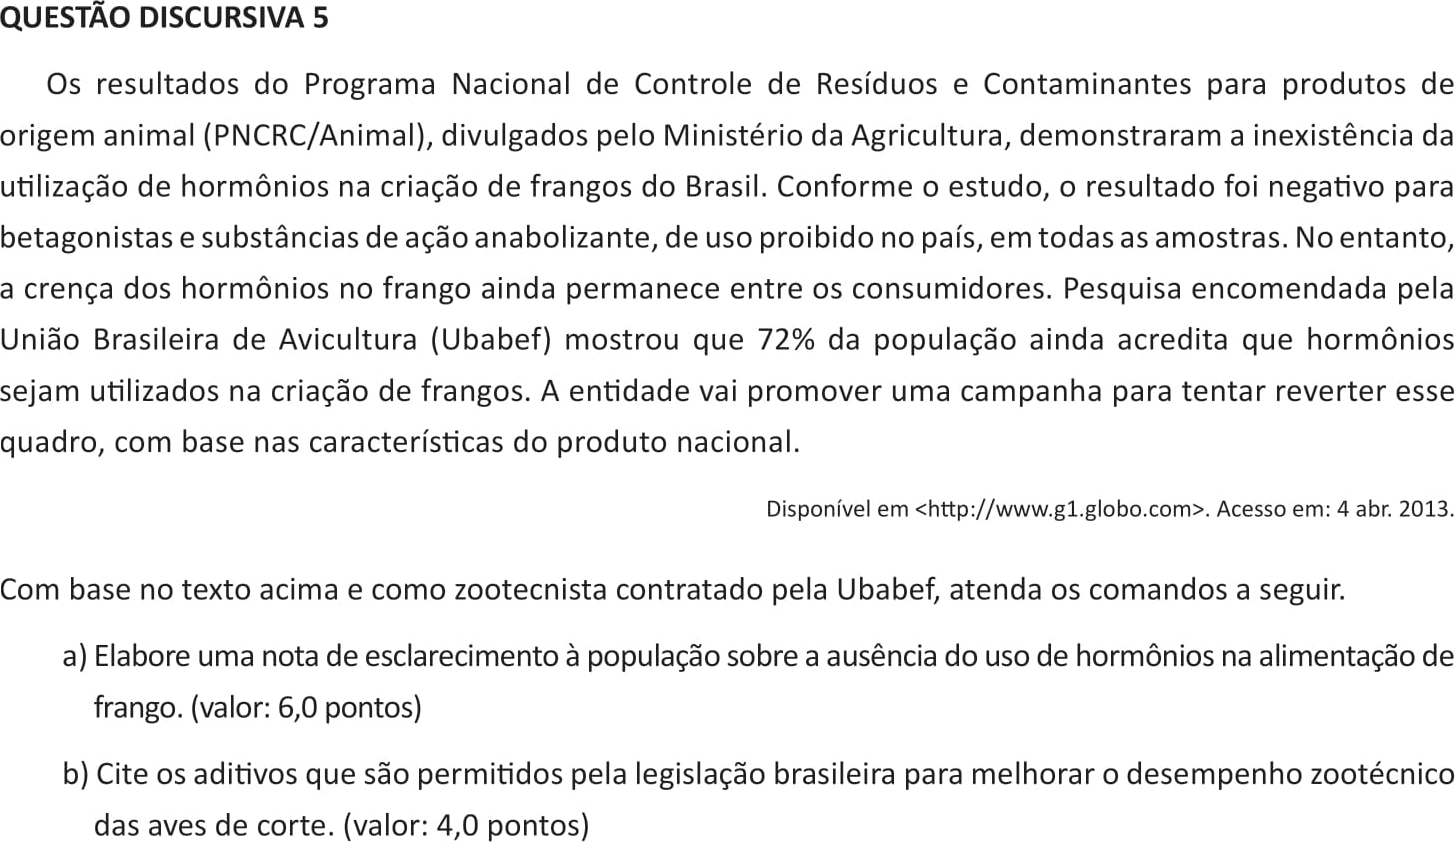 QUESTÃO DISCURSIVA 5
Os resultados do Programa Nacional de Controle de Resíduos e Contaminantes para produtos de
origem animal (PNCRC/Animal), divulgados pelo Ministério da Agricultura, demonstraram a inexistência da
utilização de hormônios na criação de frangos do Brasil. Conforme o estudo, o resultado foi negativo para
betagonistas e substâncias de ação anabolizante, de uso proibido no país, em todas as amostras. No entanto,
a crença dos hormônios no frango ainda permanece entre os consumidores. Pesquisa encomendada pela
União Brasileira de Avicultura (Ubabef) mostrou que 72% da população ainda acredita que hormônios
sejam utilizados na criação de frangos. A entidade vai promover uma campanha para tentar reverter esse
quadro, com base nas características do produto nacional.
Disponível em <http://www.g1.globo.com>. Acesso em: 4 abr. 2013.
Com base no texto acima e como zootecnista contratado pela Ubabef, atenda os comandos a seguir.
a) Elabore uma nota de esclarecimento à população sobre a ausência do uso de hormônios na alimentação de
frango. (valor: 6,0 pontos)
b) Cite os aditivos que são permitidos pela legislação brasileira para melhorar o desempenho zootécnico
das aves de corte. (valor: 4,0 pontos)